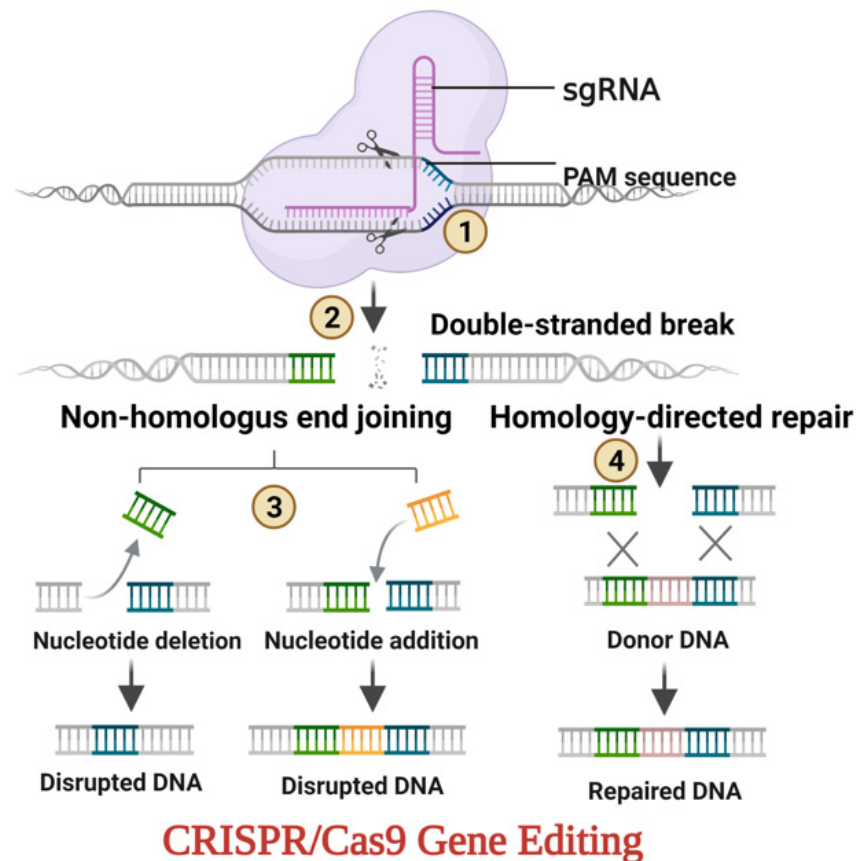 sgRNA
PAM sequence
1
2
Double-stranded break
Non-homologus end joining
Homology-directed repair
4
3
Nucleotide deletion
Nucleotide addition
Donor DNA
Disrupted DNA
Disrupted DNA
Repaired DNA
CRISPR/Cas9 Gene Editing